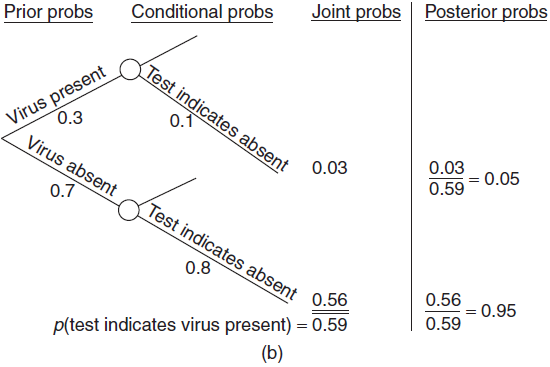 Prior probs Conditional probs Joint probs Posterior probs
Virus present
0.3
Test indicates absent
0.1
0.03
0.03
0.59
= 0.05
Virus absent
0.7
Test indicates absent
0.8
0.56
0.56
0.59
= 0.95
p(test indicates virus present) = 0.59
(b)